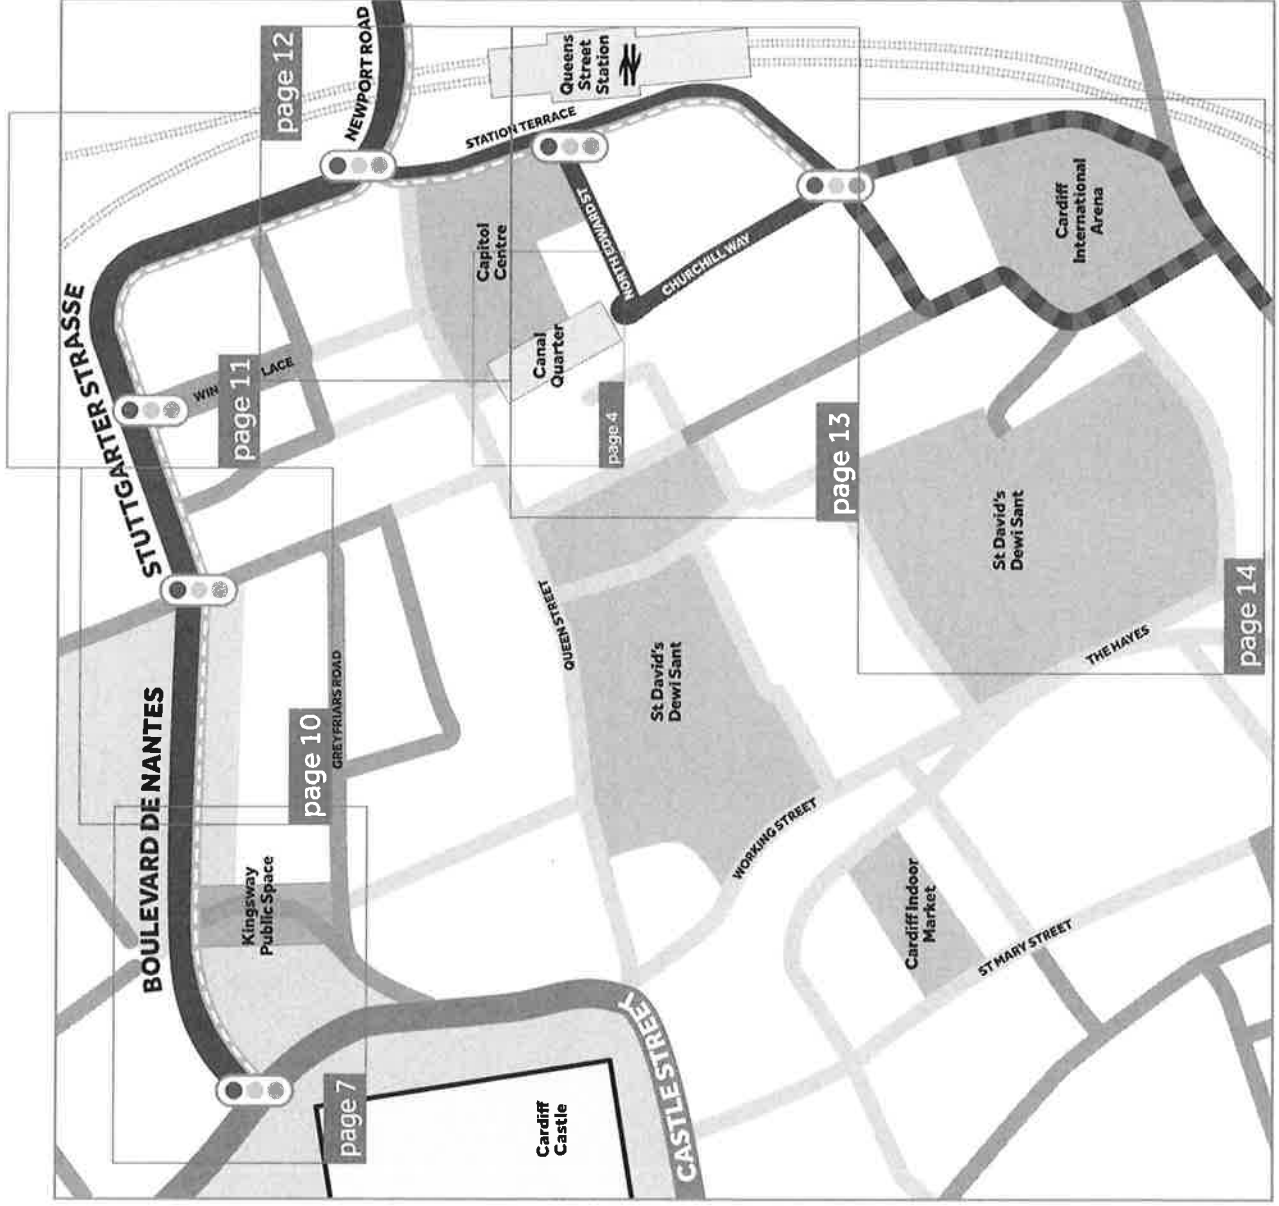 BOULEVARD DE NANTES
STUTTGARTER STRASSE
NEWPORT ROAD
page 12
STATION TERRACE
Queens
Street
Station
page 11
Capitol
Centre
NORTH EDWARD ST
CHURCHILL WAY
Canal
Quarter
page 4
page 13
Cardiff
International
Arena
page 10
GREYFRIARS ROAD
QUEEN STREET
St David's
Dewi Sant
St David's
Dewi Sant
page 14
THE HAYES
Kingsway
Public Space
page 7
WORKING STREET
Cardiff Indoor
Market
ST MARY STREET
Cardiff
Castle
CASTLE STREET